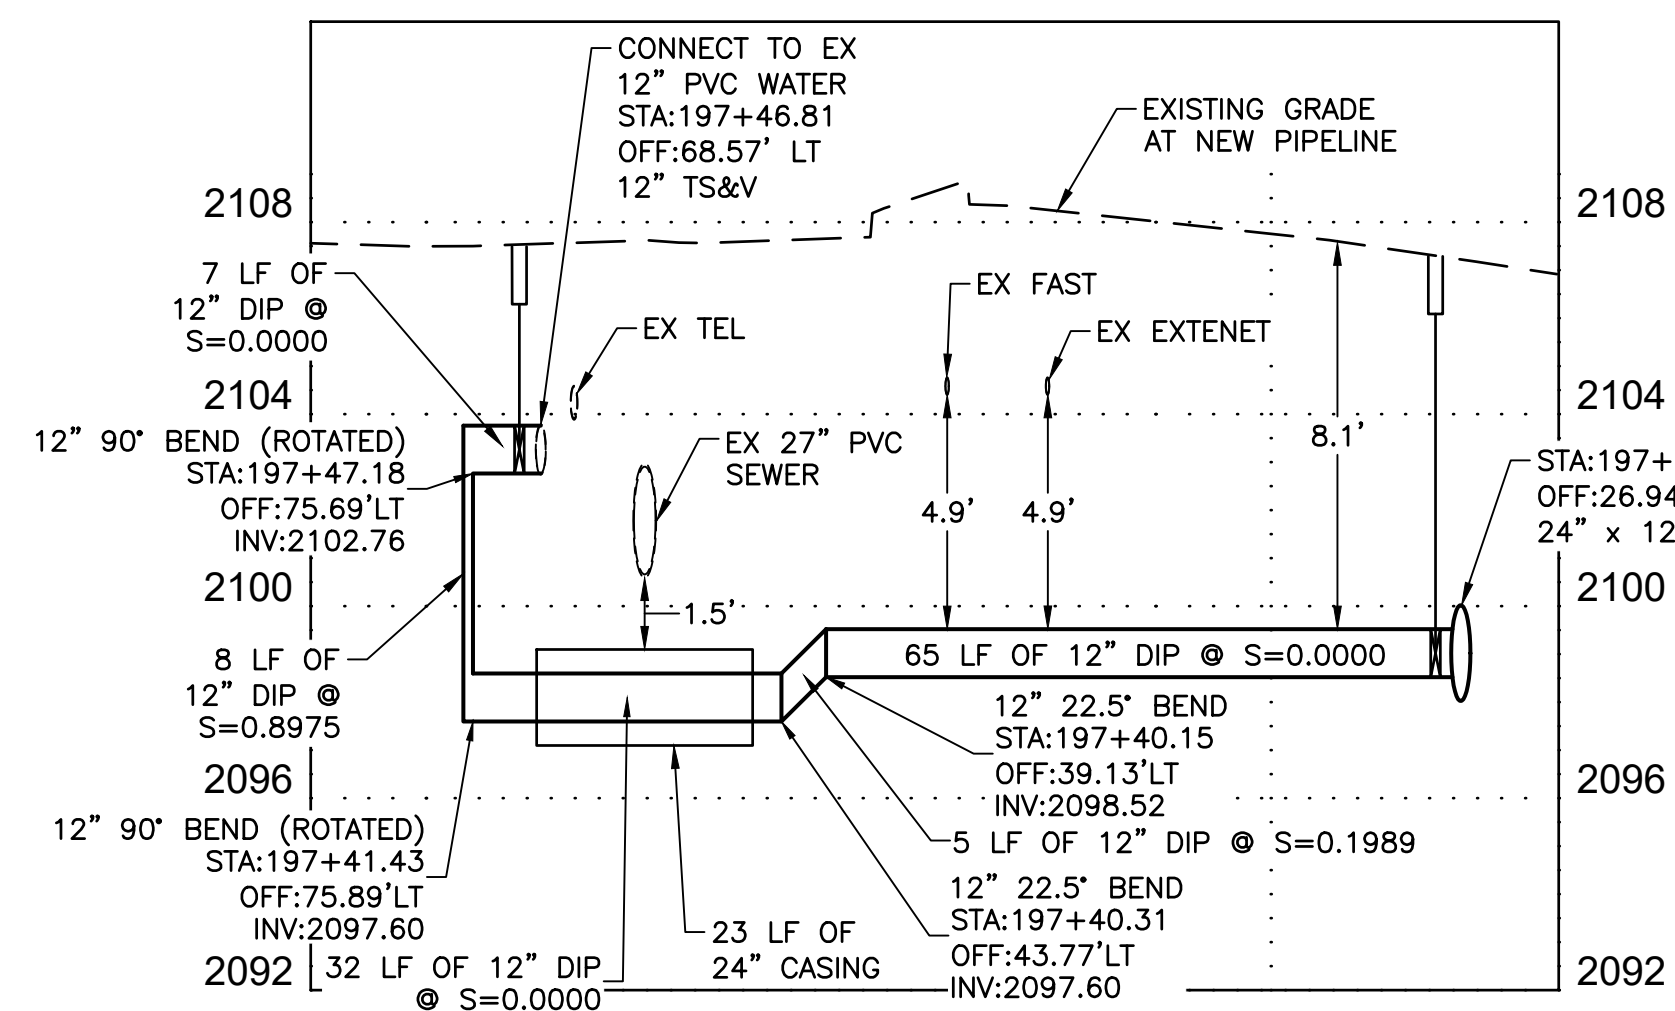 CONNECT TO EX
12" PVC WATER
STA:197+46.81
OFF:68.57' LT
12" TS&V
EXISTING GRADE
AT NEW PIPELINE
2108
2108
7 LF OF
12" DIP @
S=0.0000
EX TEL
EX FAST
EX EXTENET
2104
2104
12" 90° BEND (ROTATED)
STA:197+47.18
OFF:75.69'LT
INV:2102.76
EX 27" PVC
SEWER
4.9'
4.9'
8.1'
STA:197+
OFF:26.94
24" x 12
2100
2100
1.5'
8 LF OF
12" DIP @
S=0.8975
65 LF OF 12" DIP @ S=0.0000
12" 22.5° BEND
STA:197+40.15
OFF:39.13'LT
INV:2098.52
2096
2096
12" 90° BEND (ROTATED)
STA:197+41.43
OFF:75.89'LT
INV:2097.60
5 LF OF 12" DIP @ S=0.1989
12" 22.5° BEND
STA:197+40.31
OFF:43.77'LT
INV:2097.60
23 LF OF
24" CASING
2092
2092
32 LF OF 12" DIP
@ S=0.0000